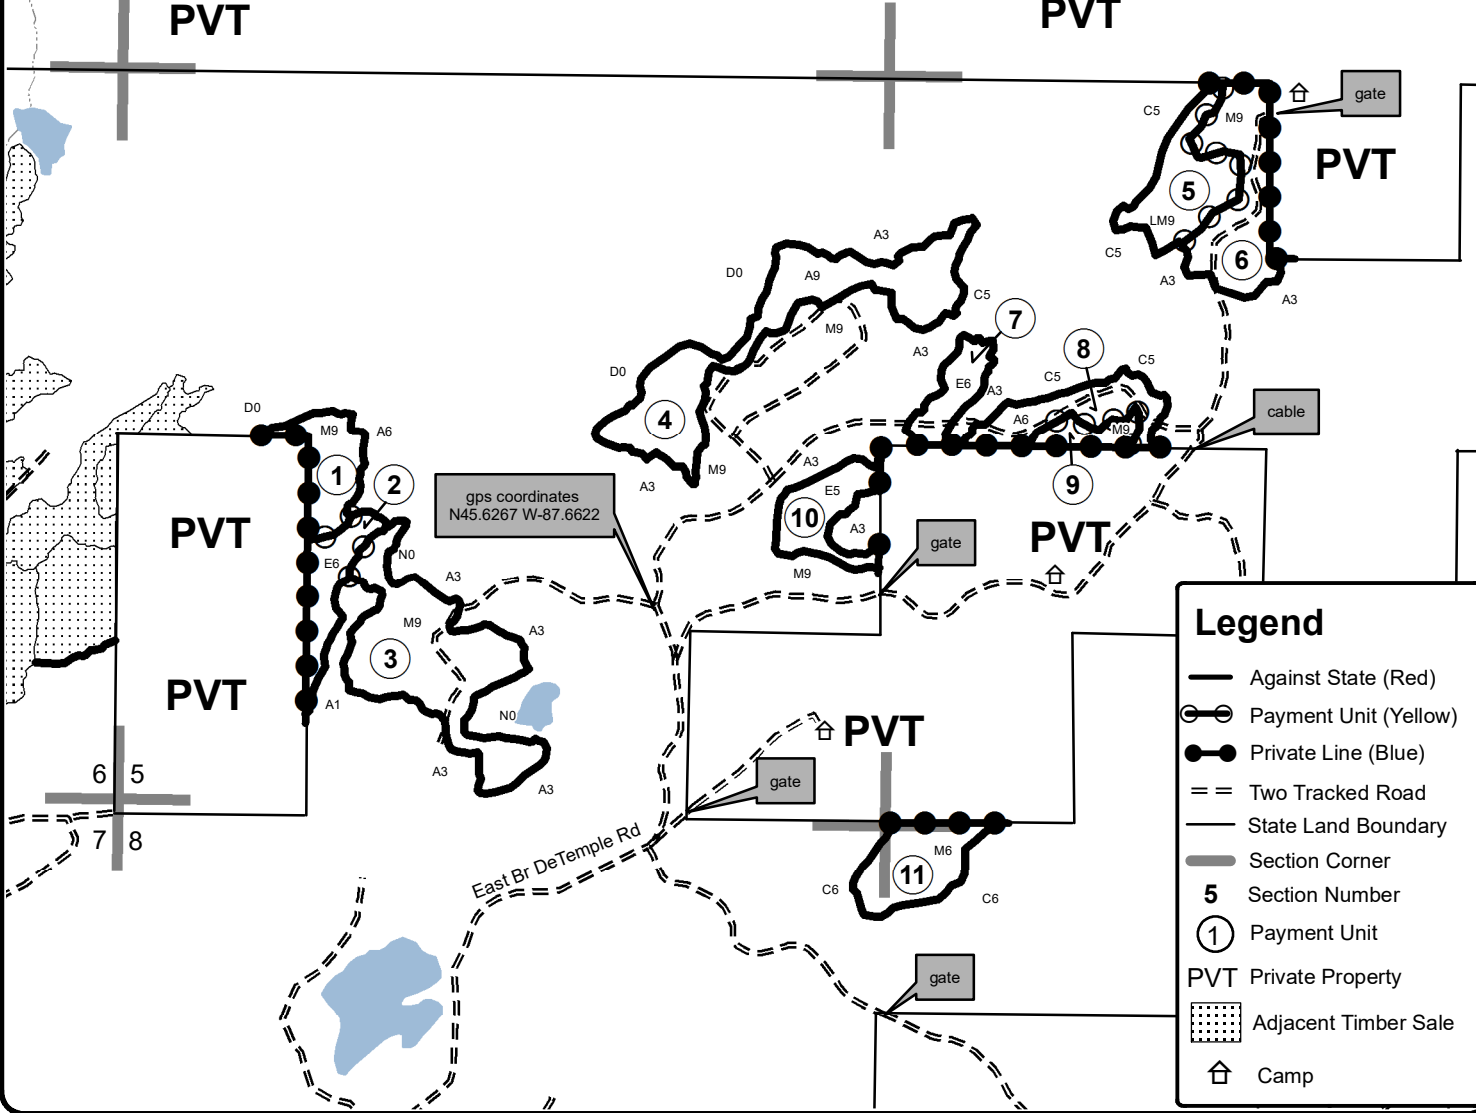 PVT
PVT
gate
C5
M9
PVT
5
LM9
C5
6
A3
A3
A3
D0
A9
C5
M9
7
A3
8
C5
C5
D0
E6
A3
cable
4
A6
M9
D0
M9
A6
A3
M9
A3
1
2
gps coordinates
N45.6267 W-87.6622
E5
9
10
A3
PVT
PVT
gate
N0
E6
A3
M9
M9
A3
3
PVT
A1
N0
PVT
A3
A3
gate
6 5
7 8
East Br DeTemple Rd
M6
11
C6
C6
gate
Legend
Against State (Red)
Payment Unit (Yellow)
Private Line (Blue)
Two Tracked Road
State Land Boundary
Section Corner
5 Section Number
1 Payment Unit
PVT Private Property
Adjacent Timber Sale
Camp